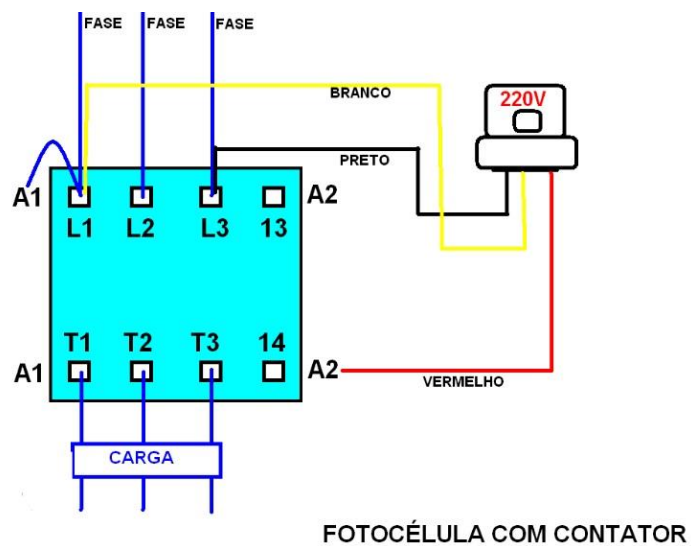 FASE FASE FASE
BRANCO
220V
PRETO
A1 A2
L1 L2 L3 13
T1 T2 T3 14
A1 A2
VERMELHO
CARGA
FOTOCÉLULA COM CONTATOR